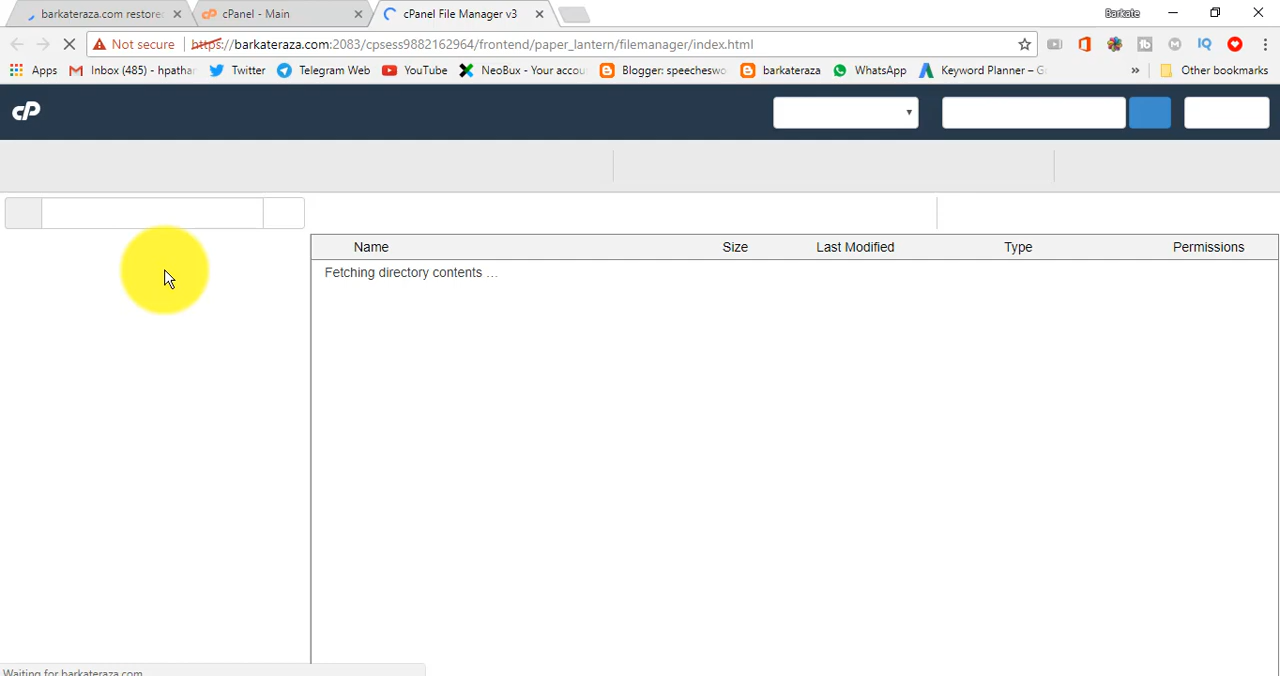 barkateraza.com restore
cPanel - Main
cPanel File Manager v3
Barkate
Not secure
https://barkateraza.com:2083/cpsess9882162964/frontend/paper_lantern/filemanager/index.html
Apps
Inbox (485) - hpathar
Twitter
Telegram Web
YouTube
NeoBux - Your accou
Blogger: speecheswo
barkateraza
WhatsApp
Keyword Planner – G
»
Other bookmarks
cP
Name Size Last Modified Type Permissions
Fetching directory contents …
Waiting for barkateraza.com